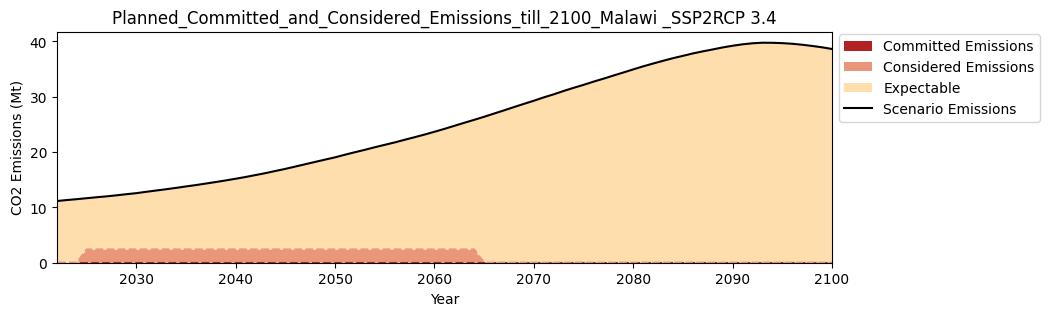 Planned_Committed_and_Considered_Emissions_till_2100_Malawi _SSP2RCP 3.4
CO2 Emissions (Mt)
40
30
20
10
0
2030 2040 2050 2060 2070 2080 2090 2100
Year
Committed Emissions
Considered Emissions
Expectable
Scenario Emissions